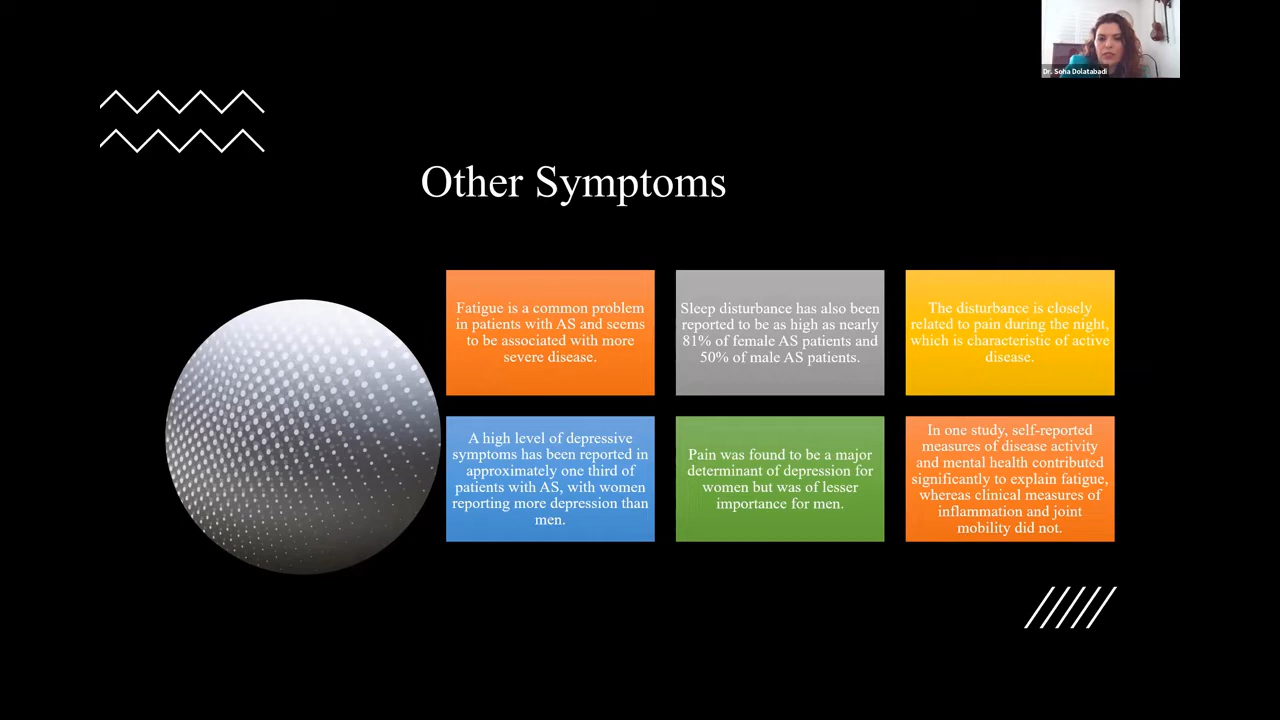 Dr. Soha Dolatabadi
Other Symptoms
Fatigue is a common problem
in patients with AS and seems
to be associated with more
severe disease.
Sleep disturbance has also been
reported to be as high as nearly
81% of female AS patients and
50% of male AS patients.
The disturbance is closely
related to pain during the night,
which is characteristic of active
disease.
A high level of depressive
symptoms has been reported in
approximately one third of
patients with AS, with women
reporting more depression than
men.
Pain was found to be a major
determinant of depression for
women but was of lesser
importance for men.
In one study, self-reported
measures of disease activity
and mental health contributed
significantly to explain fatigue,
whereas clinical measures of
inflammation and joint
mobility did not.